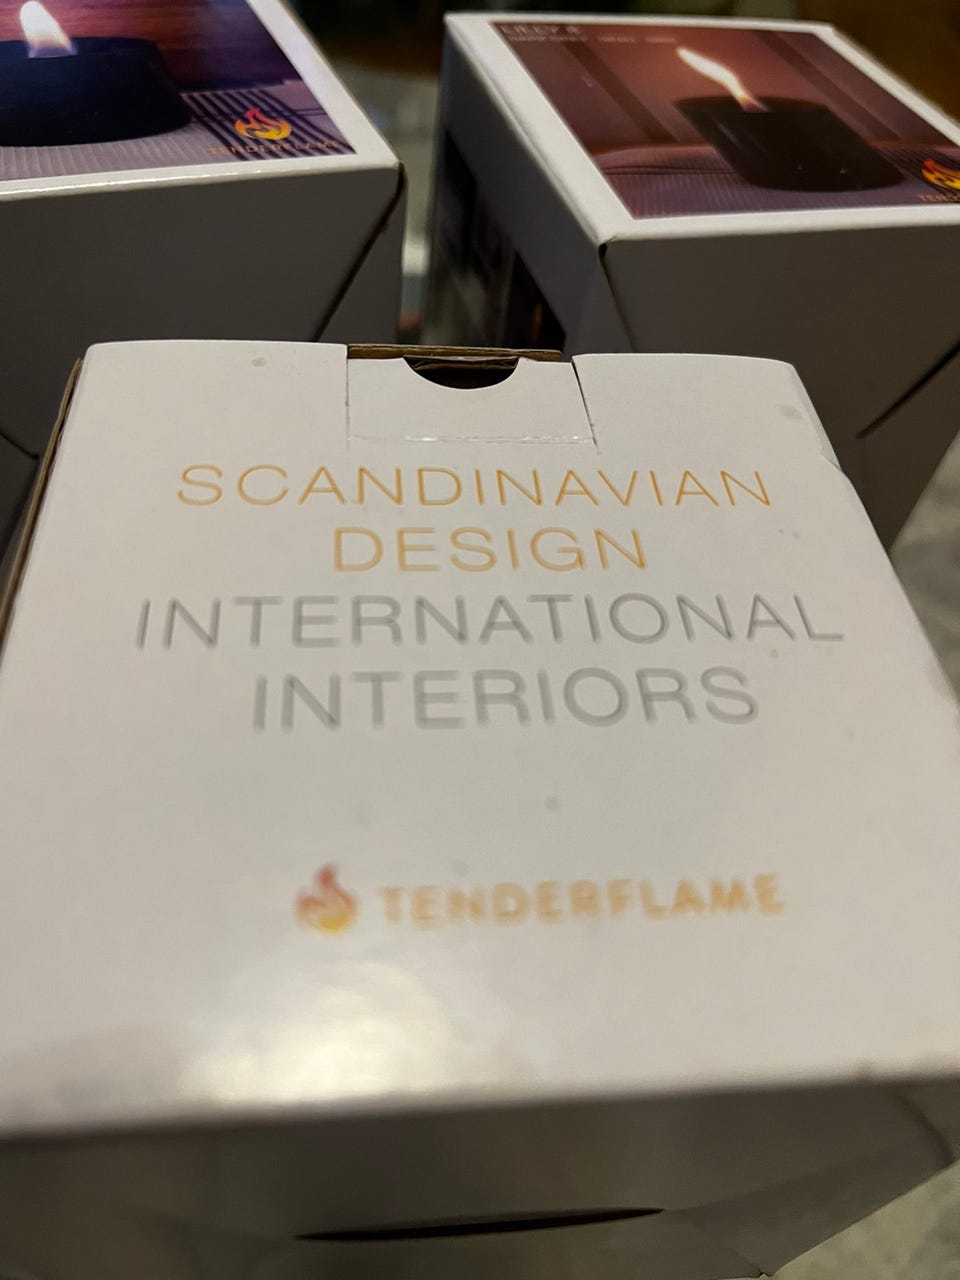 TENDERFLAME
SCANDINAVIAN
DESIGN
INTERNATIONAL
INTERIORS
TENDERFLAME